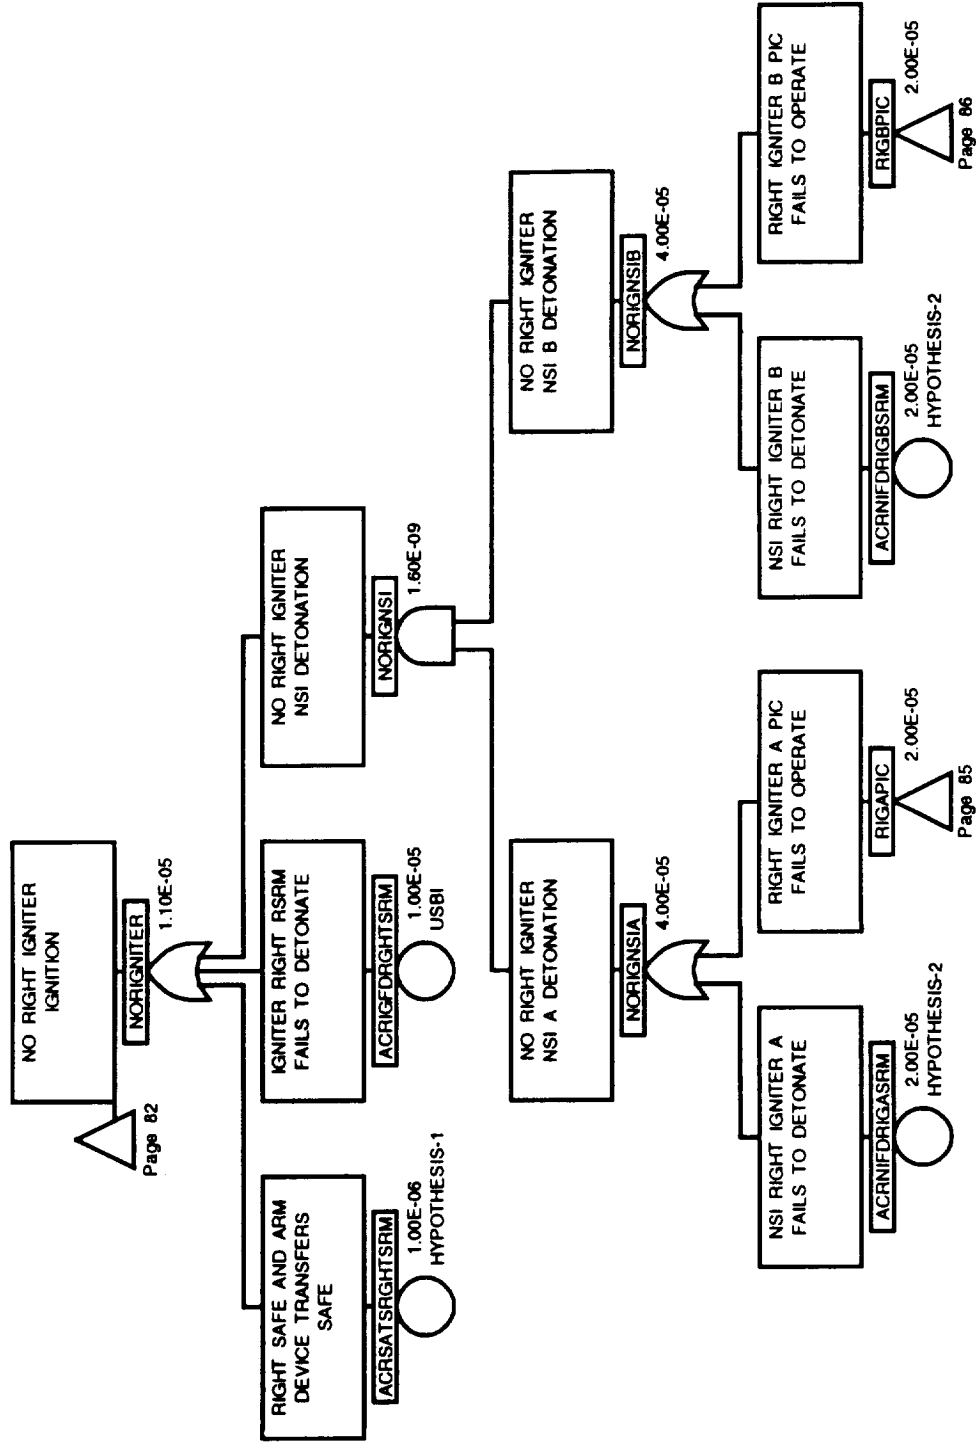 NO RIGHT IGNITER
IGNITION
NORIGNITER
1.10E-05
Page 82
RIGHT SAFE AND ARM
DEVICE TRANSFERS
SAFE
ACRSATSRGHTSRM
1.00E-06
HYPOTHESIS-1
IGNITER RIGHT RSRM
FAILS TO DETONATE
ACRIGFDRGHTSRM
1.00E-05
USBI
NO RIGHT IGNITER
NSI DETONATION
NORIGNSI
1.60E-09
NO RIGHT IGNITER
NSI A DETONATION
NORIGNSIA
4.00E-05
NO RIGHT IGNITER
NSI B DETONATION
NORIGNSIB
4.00E-05
NSI RIGHT IGNITER A
FAILS TO DETONATE
ACRNIFDRIGASRM
2.00E-05
HYPOTHESIS-2
RIGHT IGNITER A PIC
FAILS TO OPERATE
RIGAPIC
2.00E-05
Page 85
NSI RIGHT IGNITER B
FAILS TO DETONATE
ACRNIFDRIGBSRM
2.00E-05
HYPOTHESIS-2
RIGHT IGNITER B PIC
FAILS TO OPERATE
RIGBPIC
2.00E-05
Page 86